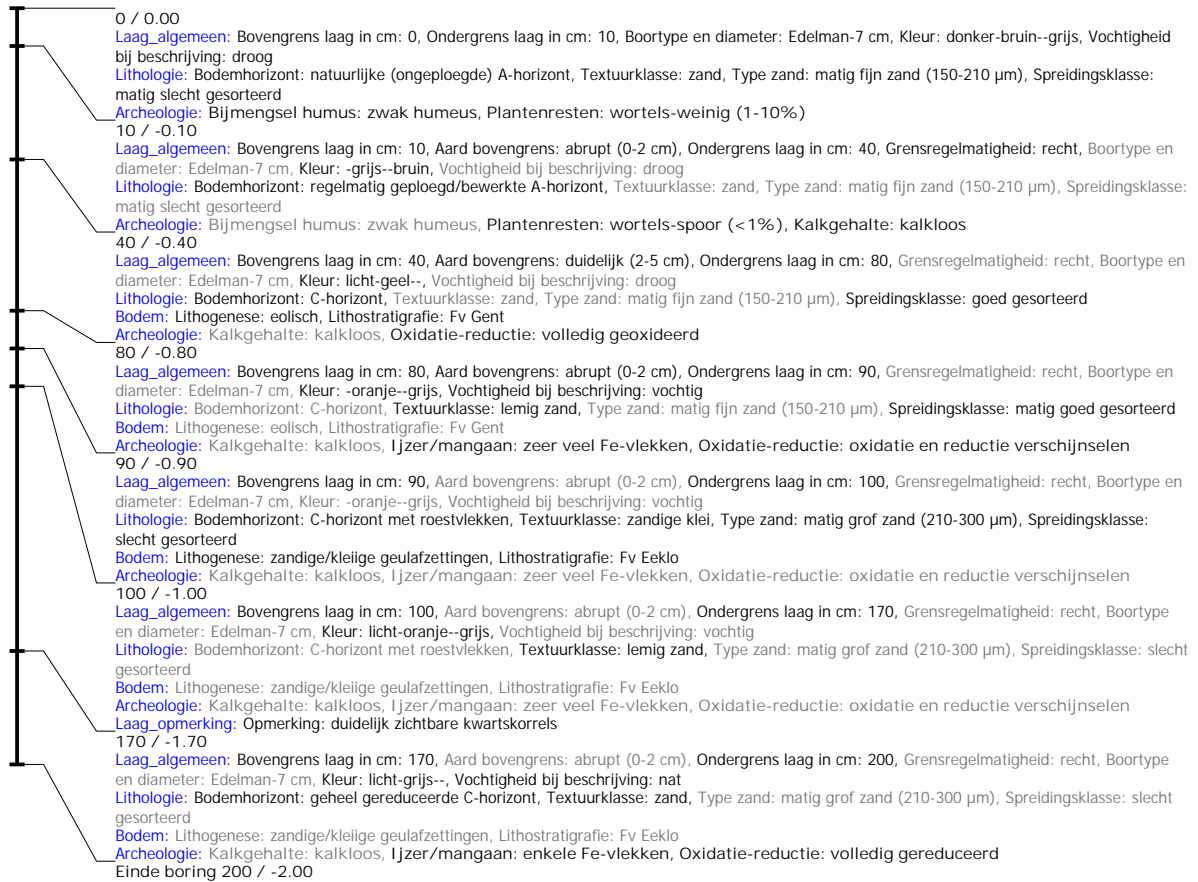 0 / 0.00
Laag_algemeen: Bovengrens laag in cm: 0, Ondergrens laag in cm: 10, Boortype en diameter: Edelman-7 cm, Kleur: donker-bruin--grijs, Vochtigheid
bij beschrijving: droog
Lithologie: Bodemhorizont: natuurlijke (ongeploegde) A-horizont, Textuurklasse: zand, Type zand: matig fijn zand (150-210 µm), Spreidingsklasse:
matig slecht gesorteerd
Archeologie: Bijmengsel humus: zwak humeus, Plantenresten: wortels-weinig (1-10%)
10 / -0.10
Laag_algemeen: Bovengrens laag in cm: 10, Aard bovengrens: abrupt (0-2 cm), Ondergrens laag in cm: 40, Grensregelmatigheid: recht, Boortype en
diameter: Edelman-7 cm, Kleur: -grijs--bruin, Vochtigheid bij beschrijving: droog
Lithologie: Bodemhorizont: regelmatig geploegd/bewerkte A-horizont, Textuurklasse: zand, Type zand: matig fijn zand (150-210 µm), Spreidingsklasse:
matig slecht gesorteerd
Archeologie: Bijmengsel humus: zwak humeus, Plantenresten: wortels-spoor (<1%), Kalkgehalte: kalkloos
40 / -0.40
Laag_algemeen: Bovengrens laag in cm: 40, Aard bovengrens: duidelijk (2-5 cm), Ondergrens laag in cm: 80, Grensregelmatigheid: recht, Boortype en
diameter: Edelman-7 cm, Kleur: licht-geel--, Vochtigheid bij beschrijving: droog
Lithologie: Bodemhorizont: C-horizont, Textuurklasse: zand, Type zand: matig fijn zand (150-210 µm), Spreidingsklasse: goed gesorteerd
Bodem: Lithogenese: eolisch, Lithostratigrafie: Fv Gent
Archeologie: Kalkgehalte: kalkloos, Oxidatie-reductie: volledig geoxideerd
80 / -0.80
Laag_algemeen: Bovengrens laag in cm: 80, Aard bovengrens: abrupt (0-2 cm), Ondergrens laag in cm: 90, Grensregelmatigheid: recht, Boortype en
diameter: Edelman-7 cm, Kleur: -oranje--grijs, Vochtigheid bij beschrijving: vochtig
Lithologie: Bodemhorizont: C-horizont, Textuurklasse: lemig zand, Type zand: matig fijn zand (150-210 µm), Spreidingsklasse: matig goed gesorteerd
Bodem: Lithogenese: eolisch, Lithostratigrafie: Fv Gent
Archeologie: Kalkgehalte: kalkloos, Ijzer/mangaan: zeer veel Fe-vlekken, Oxidatie-reductie: oxidatie en reductie verschijnselen
90 / -0.90
Laag_algemeen: Bovengrens laag in cm: 90, Aard bovengrens: abrupt (0-2 cm), Ondergrens laag in cm: 100, Grensregelmatigheid: recht, Boortype en
diameter: Edelman-7 cm, Kleur: -oranje--grijs, Vochtigheid bij beschrijving: vochtig
Lithologie: Bodemhorizont: C-horizont met roestvlekken, Textuurklasse: zandige klei, Type zand: matig grof zand (210-300 µm), Spreidingsklasse:
slecht gesorteerd
Bodem: Lithogenese: zandige/kleiige geulafzettingen, Lithostratigrafie: Fv Eeklo
Archeologie: Kalkgehalte: kalkloos, Ijzer/mangaan: zeer veel Fe-vlekken, Oxidatie-reductie: oxidatie en reductie verschijnselen
100 / -1.00
Laag_algemeen: Bovengrens laag in cm: 100, Aard bovengrens: abrupt (0-2 cm), Ondergrens laag in cm: 170, Grensregelmatigheid: recht, Boortype
en diameter: Edelman-7 cm, Kleur: licht-oranje--grijs, Vochtigheid bij beschrijving: vochtig
Lithologie: Bodemhorizont: C-horizont met roestvlekken, Textuurklasse: lemig zand, Type zand: matig grof zand (210-300 µm), Spreidingsklasse: slecht
gesorteerd
Bodem: Lithogenese: zandige/kleiige geulafzettingen, Lithostratigrafie: Fv Eeklo
Archeologie: Kalkgehalte: kalkloos, Ijzer/mangaan: zeer veel Fe-vlekken, Oxidatie-reductie: oxidatie en reductie verschijnselen
Laag_opmerking: Opmerking: duidelijk zichtbare kwartskorrels
170 / -1.70
Laag_algemeen: Bovengrens laag in cm: 170, Aard bovengrens: abrupt (0-2 cm), Ondergrens laag in cm: 200, Grensregelmatigheid: recht, Boortype
en diameter: Edelman-7 cm, Kleur: licht-grijs--, Vochtigheid bij beschrijving: nat
Lithologie: Bodemhorizont: geheel gereduceerde C-horizont, Textuurklasse: zand, Type zand: matig grof zand (210-300 µm), Spreidingsklasse: slecht
gesorteerd
Bodem: Lithogenese: zandige/kleiige geulafzettingen, Lithostratigrafie: Fv Eeklo
Archeologie: Kalkgehalte: kalkloos, Ijzer/mangaan: enkele Fe-vlekken, Oxidatie-reductie: volledig gereduceerd
Einde boring 200 / -2.00